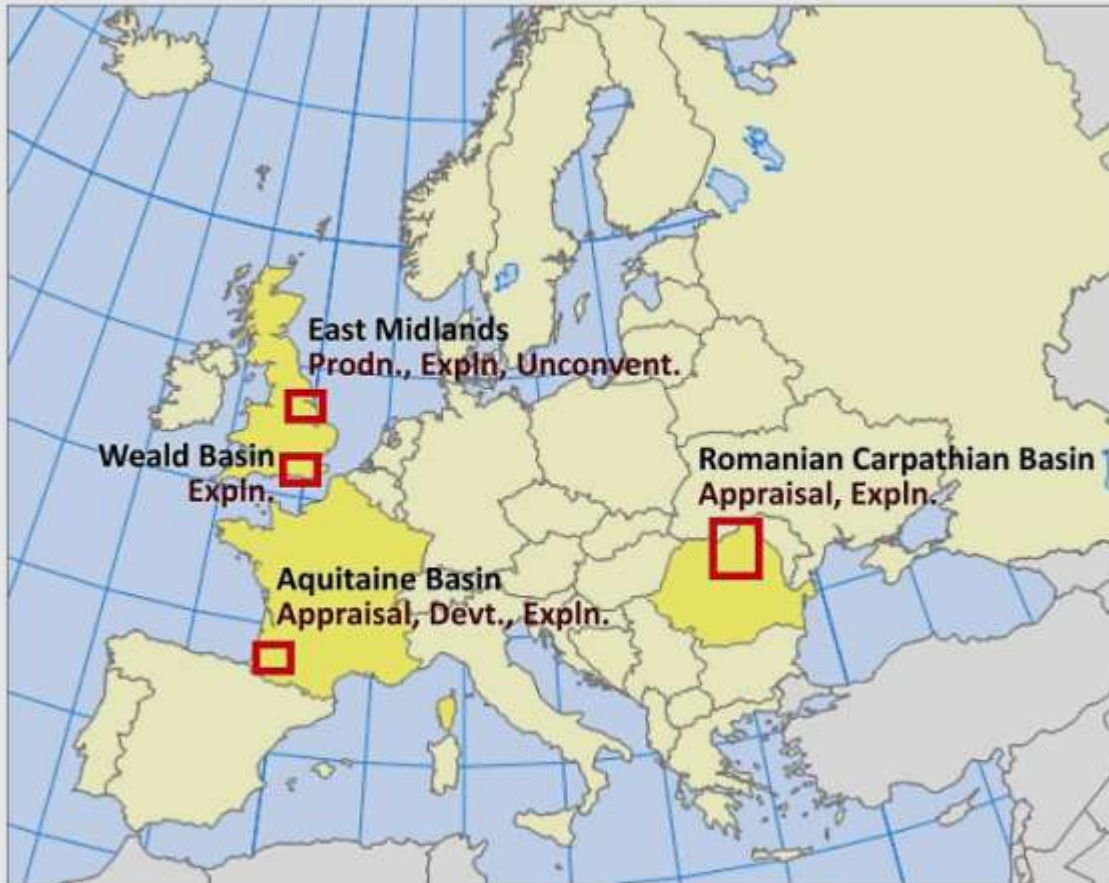 East Midlands
Prodn., Expln, Unconvent.
Weald Basin
Expln.
Romanian Carpathian Basin
Appraisal, Expln.
Aquitaine Basin
Appraisal, Devt., Expln.